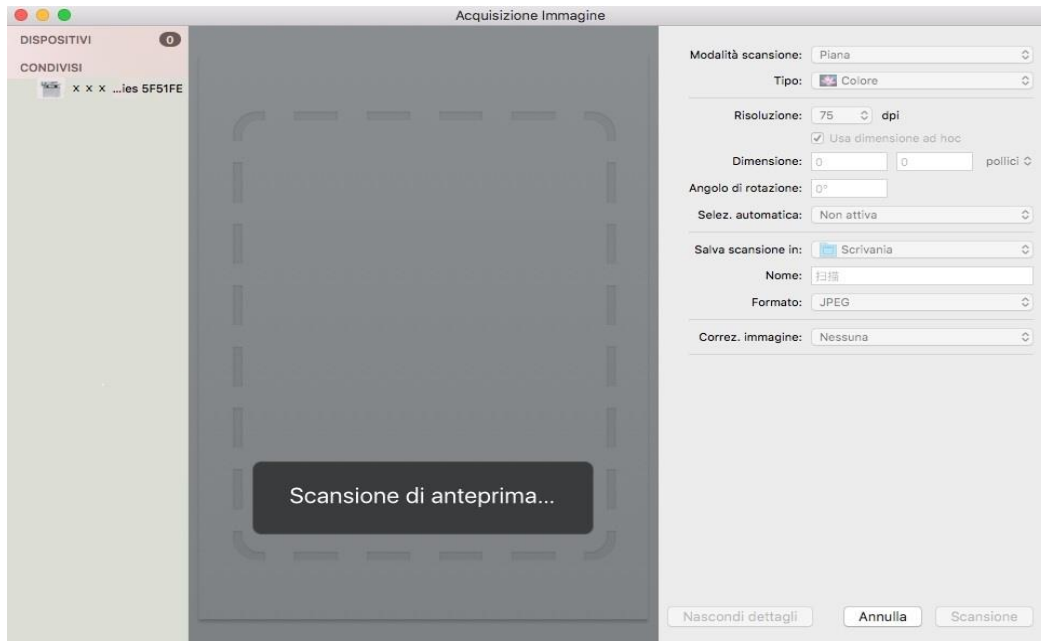 Acquisizione Immagine
DISPOSITIVI 0
CONDIVISI
x x x ...ies 5F51FE
Scansione di anteprima...
Modalità scansione: Piana
Tipo: Colore
Risoluzione: 75 dpi
Usa dimensione ad hoc
Dimensione: 0 0 pollici
Angolo di rotazione: 0°
Selez. automatica: Non attiva
Salva scansione in: Scrivania
Nome: 扫描
Formato: JPEG
Correz. immagine: Nessuna
Nascondi dettagli Annulla Scansione